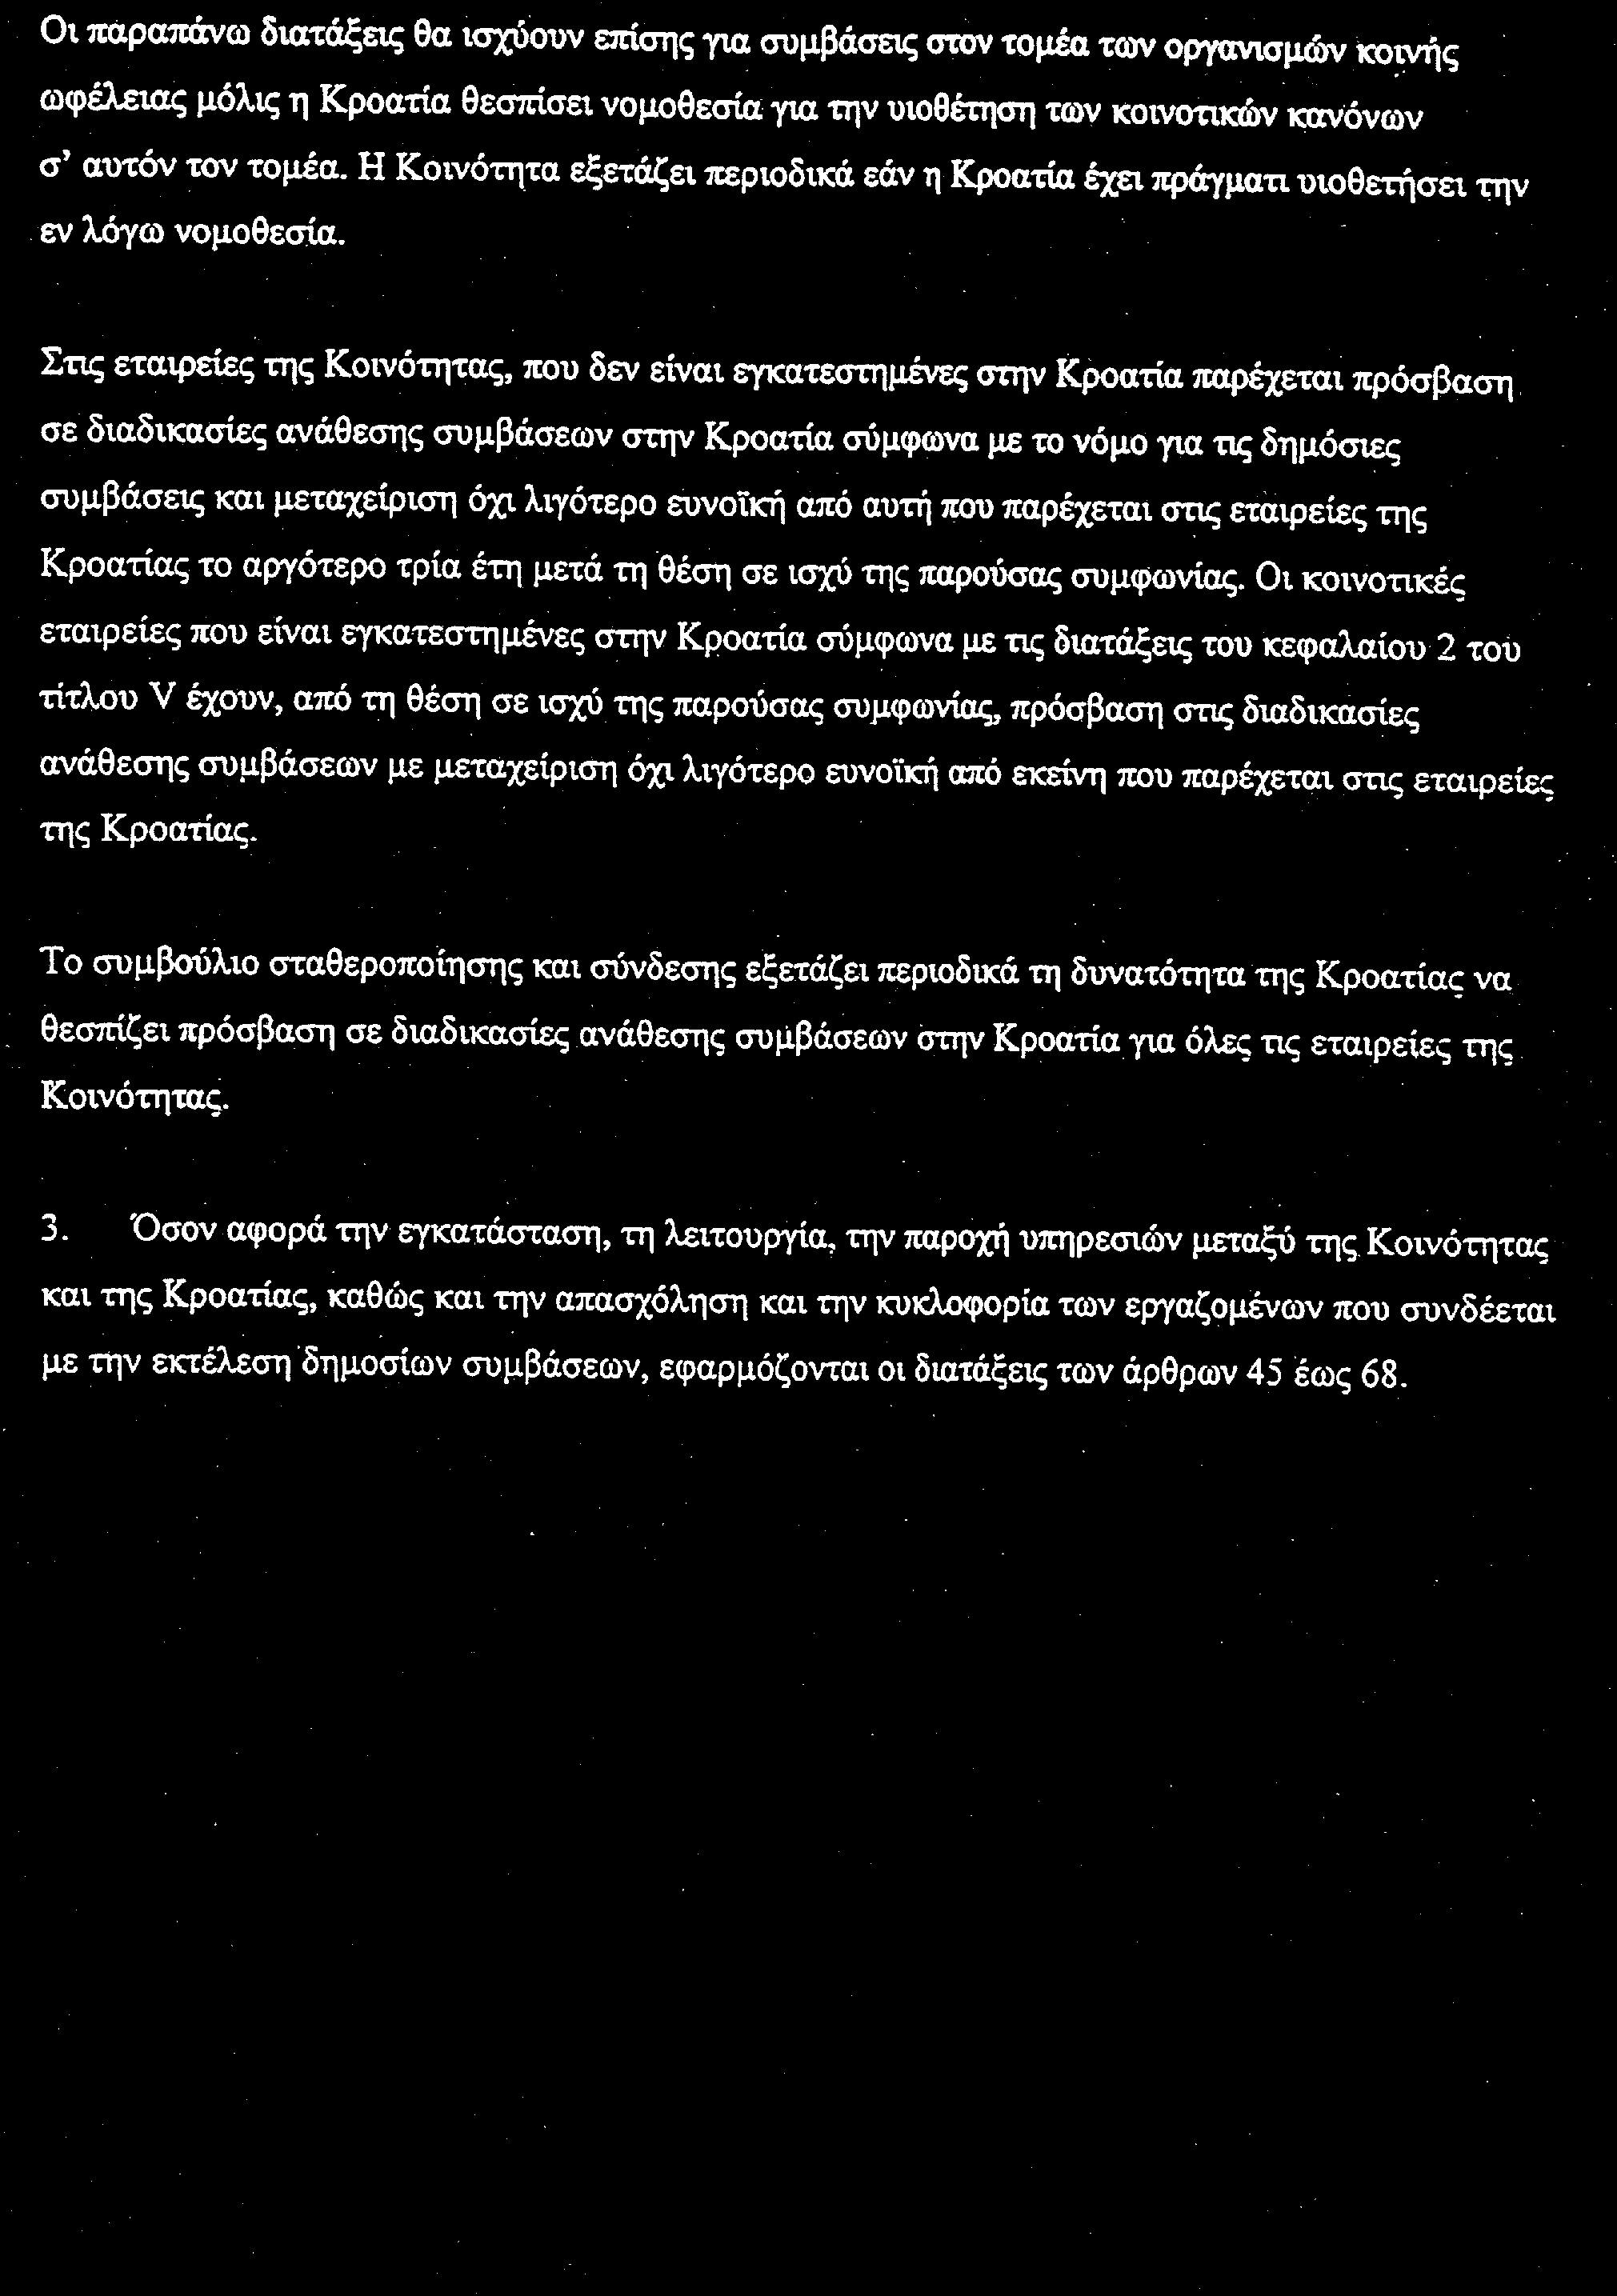 Οι παραπάνω διατάξεις θα ισχύουν επίσης για συμβάσεις στον τομέα των οργανισμών κοινής
ωφέλειας μόλις η Κροατία θεσπίσει νομοθεσία για την υιοθέτηση των κοινοτικών κανόνων
σ’ αυτόν τον τομέα. Η Κοινότητα εξετάζει περιοδικά εάν η Κροατία έχει πράγματι υιοθετήσει την
εν λόγω νομοθεσία.
Στις εταιρείες της Κοινότητας, που δεν είναι εγκατεστημένες στην Κροατία παρέχεται πρόσβαση
σε διαδικασίες ανάθεσης συμβάσεων στην Κροατία σύμφωνα με το νόμο για τις δημόσιες
συμβάσεις και μεταχείριση όχι λιγότερο ευνοϊκή από αυτή που παρέχεται στις εταιρείες της
Κροατίας το αργότερο τρία έτη μετά τη θέση σε ισχύ της παρούσας συμφωνίας. Οι κοινοτικές
εταιρείες που είναι εγκατεστημένες στην Κροατία σύμφωνα με τις διατάξεις του κεφαλαίου 2 του
τίτλου V έχουν, από τη θέση σε ισχύ της παρούσας συμφωνίας, πρόσβαση στις διαδικασίες
ανάθεσης συμβάσεων με μεταχείριση όχι λιγότερο ευνοϊκή από εκείνη που παρέχεται στις εταιρείες
της Κροατίας.
Το συμβούλιο σταθεροποίησης και σύνδεσης εξετάζει περιοδικά τη δυνατότητα της Κροατίας να
θεσπίζει πρόσβαση σε διαδικασίες ανάθεσης συμβάσεων στην Κροατία για όλες τις εταιρείες της
Κοινότητας.
3. Όσον αφορά την εγκατάσταση, τη λειτουργία, την παροχή υπηρεσιών μεταξύ της Κοινότητας
και της Κροατίας, καθώς και την απασχόληση και την κυκλοφορία των εργαζομένων που συνδέεται
με την εκτέλεση δημοσίων συμβάσεων, εφαρμόζονται οι διατάξεις των άρθρων 45 έως 68.